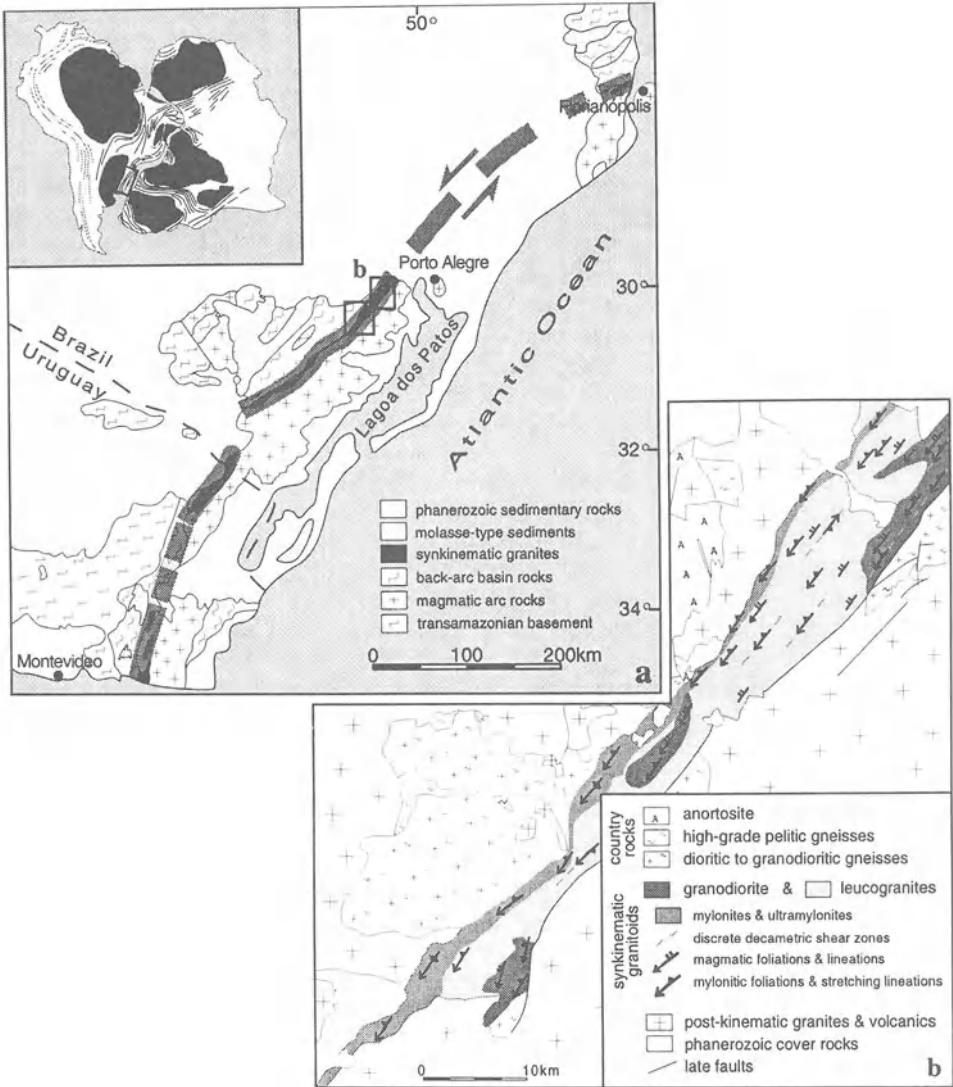 50°
Florianópolis
b
Porto Alegre
30°
Brazil
Uruguay
Lagoa dos Patos
Atlantic Ocean
32°
phanerozoic sedimentary rocks
molasse-type sediments
synkinematic granites
back-arc basin rocks
magmatic arc rocks
transamazonian basement
34°
Montevideo
0 100 200km
a
A
A
A
A
A
A
country rocks
A anortosite
high-grade pelitic gneisses
dioritic to granodioritic gneisses
synkinematic granitoids
granodiorite & leucogranites
mylonites & ultramylonites
discrete decametric shear zones
magmatic foliations & lineations
mylonitic foliations & stretching lineations
post-kinematic granites & volcanics
phanerozoic cover rocks
late faults
b
0 10km